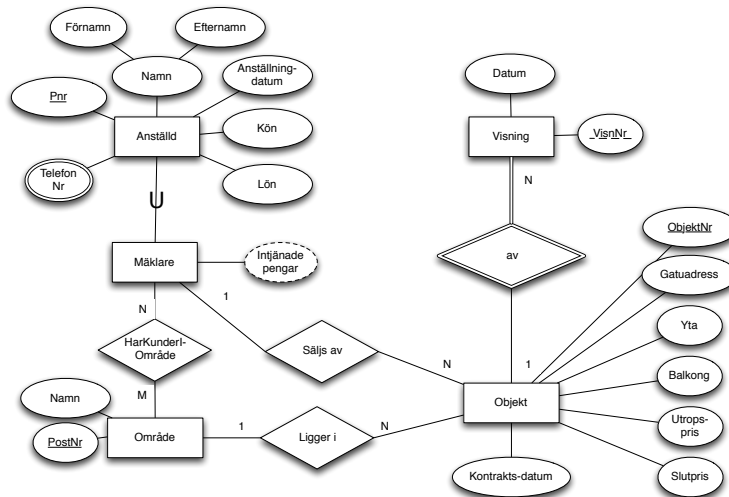 Förnamn
Efternamn
Namn
Anställning-
datum
Pnr
Anställd
Kön
Telefon
Nr
Lön
U
Datum
Visning
_VisnNr_
N
av
ObjektNr
Gatuadress
Mäklare
Intjänade
pengar
1
N
HarKunderI-
Område
Säljs av
N
1
Yta
Balkong
M
Namn
PostNr
Område
1
Ligger i
N
Objekt
Utrops-
pris
Kontrakts-datum
Slutpris